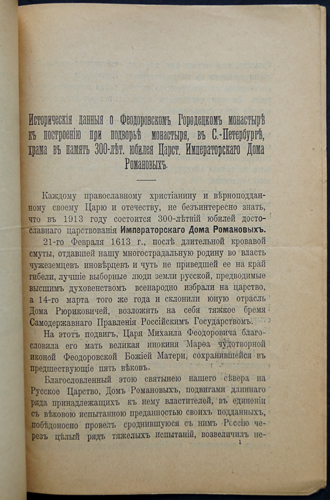 Историческія данныя о Феодоровскомъ Городецкомъ монастырѣ
къ построенію при подворьѣ монастыря, въ С.-Петербургѣ,
храма въ память 300-лѣт. юбилея Царст. Императорскаго Дома
Романовыхъ.
Каждому православному христіанину и вѣрноподдан-
ному своему Царю и отечеству, не безъинтересно знать,
что въ 1913 году состоится 300-лѣтній юбилей досто-
славнаго царствованія Императорскаго Дома Романовыхъ.
21-го Февраля 1613 г., послѣ длительной кровавой
смуты, отдавшей нашу многострадальную родину во власть
чужеземцевъ иновѣрцевъ и чуть не приведшей ее на край
гибели, лучшіе выборные люди земли русской, предводимые
высшимъ духовенствомъ всенародно избрали на царство,
а 14-го марта того же года и склонили юную отрасль
Дома Рюриковичей, возложить на себя тяжкое бремя
Самодержавнаго Правленія Россійскимъ Государствомъ.
На этотъ подвигъ, Царя Михаила Феодоровича благо-
словила его мать великая инокиня Марѳа чудотворной
иконой Феодоровской Божіей Матери, сохранившейся въ
предшествующіе пять вѣковъ.
Благословленный этою святынею нашего сѣвера на
Русское Царство, Домъ Романовыхъ, подвигами длиннаго
ряда принадлежащихъ къ нему властителей, въ единеніи
съ вѣковою испытанною преданностью своихъ подданныхъ,
побѣдоносно провелъ сроднившуюся съ нимъ Россію че-
резъ цѣлый рядъ тяжелыхъ испытаній, возвеличилъ не-
1